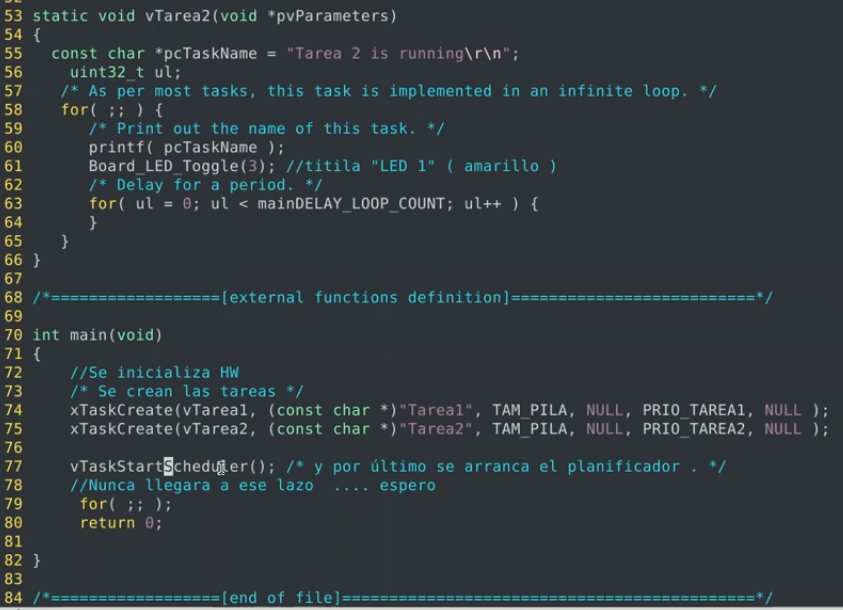 53 static void vTarea2(void *pvParameters)
54 {
55 const char *pcTaskName = "Tarea 2 is running\r\n";
56 uint32_t ul;
57 /* As per most tasks, this task is implemented in an infinite loop. */
58 for( ;; ) {
59 /* Print out the name of this task. */
60 printf( pcTaskName );
61 Board_LED_Toggle(3); //titila "LED 1" ( amarillo )
62 /* Delay for a period. */
63 for( ul = 0; ul < mainDELAY_LOOP_COUNT; ul++ ) {
64 }
65 }
66 }
67
68 /*==================[external functions definition]==========================*/
69
70 int main(void)
71 {
72 //Se inicializa HW
73 /* Se crean las tareas */
74 xTaskCreate(vTarea1, (const char *)"Tarea1", TAM_PILA, NULL, PRIO_TAREA1, NULL );
75 xTaskCreate(vTarea2, (const char *)"Tarea2", TAM_PILA, NULL, PRIO_TAREA2, NULL );
76
77 vTaskStartScheduler(); /* y por último se arranca el planificador . */
78 //Nunca llegara a ese lazo .... espero
79 for( ;; );
80 return 0;
81
82 }
83
84 /*==================[end of file]============================================*/